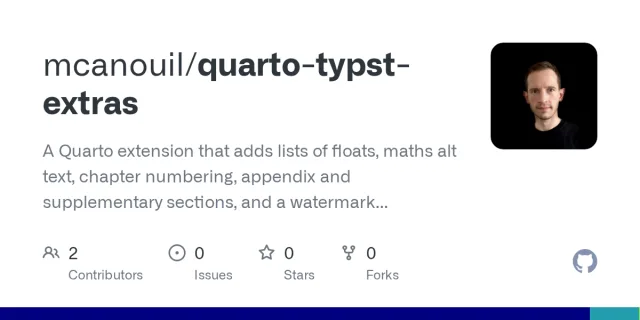 mcanouil/quarto-typst-
extras
A Quarto extension that adds lists of floats, maths alt
text, chapter numbering, appendix and
supplementary sections, and a watermark...
2
Contributors
0
Issues
0
Stars
0
Forks